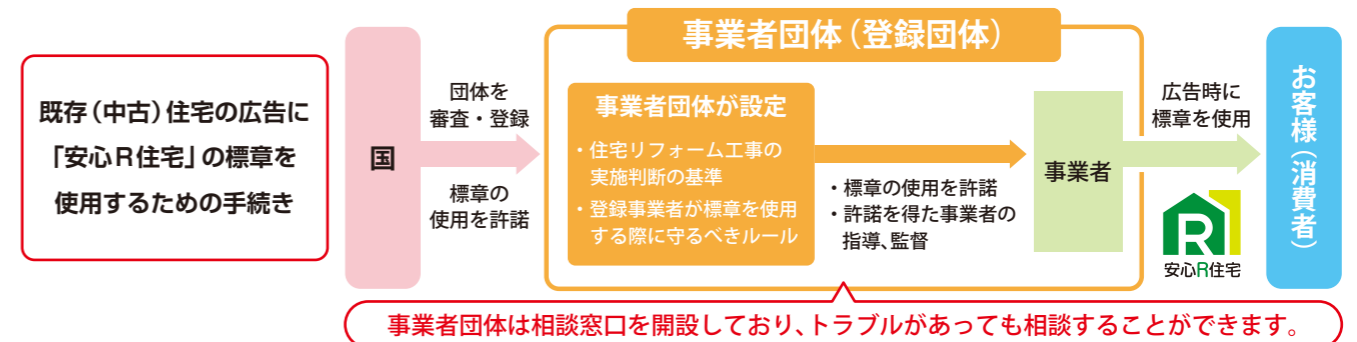 既存（中古）住宅の広告に
「安心R住宅」の標章を
使用するための手続き
国
団体を
審査・登録
標章の
使用を許諾
事業者団体（登録団体）
事業者団体が設定
・住宅リフォーム工事の
実施判断の基準
・登録事業者が標章を使用
する際に守るべきルール
・標章の使用を許諾
・許諾を得た事業者の
指導、監督
事業者
広告時に
標章を使用
R
安心R住宅
お客様（消費者）
事業者団体は相談窓口を開設しており、トラブルがあっても相談することができます。